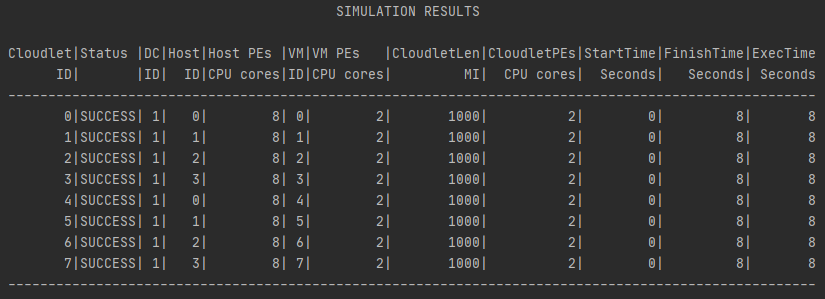 SIMULATION RESULTS
Cloudlet|Status |DC|Host|Host PEs |VM|VM PEs   |CloudletLen|CloudletPEs|StartTime|FinishTime|ExecTime
      ID|       |ID|  ID|CPU cores|ID|CPU cores|         MI|  CPU cores|  Seconds|   Seconds| Seconds
-----------------------------------------------------------------------------------------------------
       0|SUCCESS| 1|   0|        8| 0|        2|       1000|          2|        0|         8|       8
       1|SUCCESS| 1|   1|        8| 1|        2|       1000|          2|        0|         8|       8
       2|SUCCESS| 1|   2|        8| 2|        2|       1000|          2|        0|         8|       8
       3|SUCCESS| 1|   3|        8| 3|        2|       1000|          2|        0|         8|       8
       4|SUCCESS| 1|   0|        8| 4|        2|       1000|          2|        0|         8|       8
       5|SUCCESS| 1|   1|        8| 5|        2|       1000|          2|        0|         8|       8
       6|SUCCESS| 1|   2|        8| 6|        2|       1000|          2|        0|         8|       8
       7|SUCCESS| 1|   3|        8| 7|        2|       1000|          2|        0|         8|       8
-----------------------------------------------------------------------------------------------------